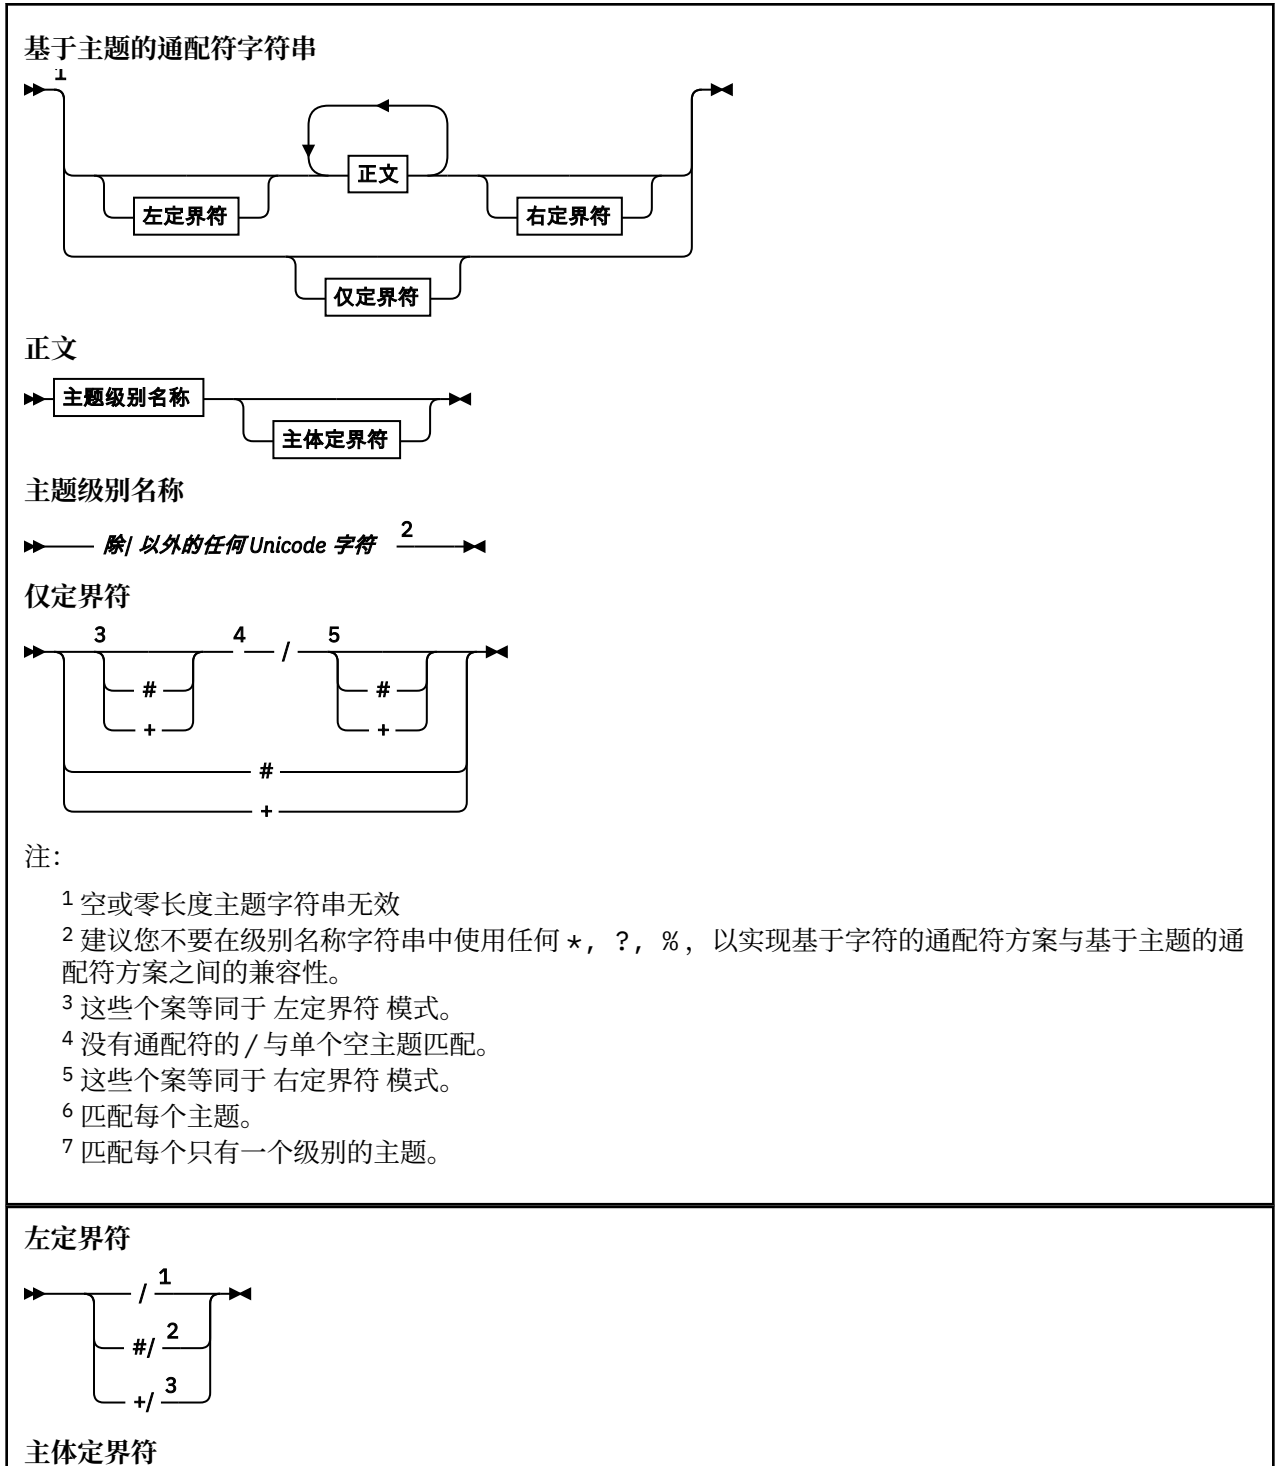 基于主题的通配符字符串
1
正文
左定界符
右定界符
仅定界符
正文
主题级别名称
主体定界符
主题级别名称
除/ 以外的任何 Unicode 字符 2
仅定界符
3 4 / 5
# #
+ +
#
+
注：
1 空或零长度主题字符串无效
2 建议您不要在级别名称字符串中使用任何 *, ?, %， 以实现基于字符的通配符方案与基于主题的通
配符方案之间的兼容性。
3 这些个案等同于 左定界符 模式。
4 没有通配符的 / 与单个空主题匹配。
5 这些个案等同于 右定界符 模式。
6 匹配每个主题。
7 匹配每个只有一个级别的主题。
左定界符
/ 1
#/ 2
+/ 3
主体定界符